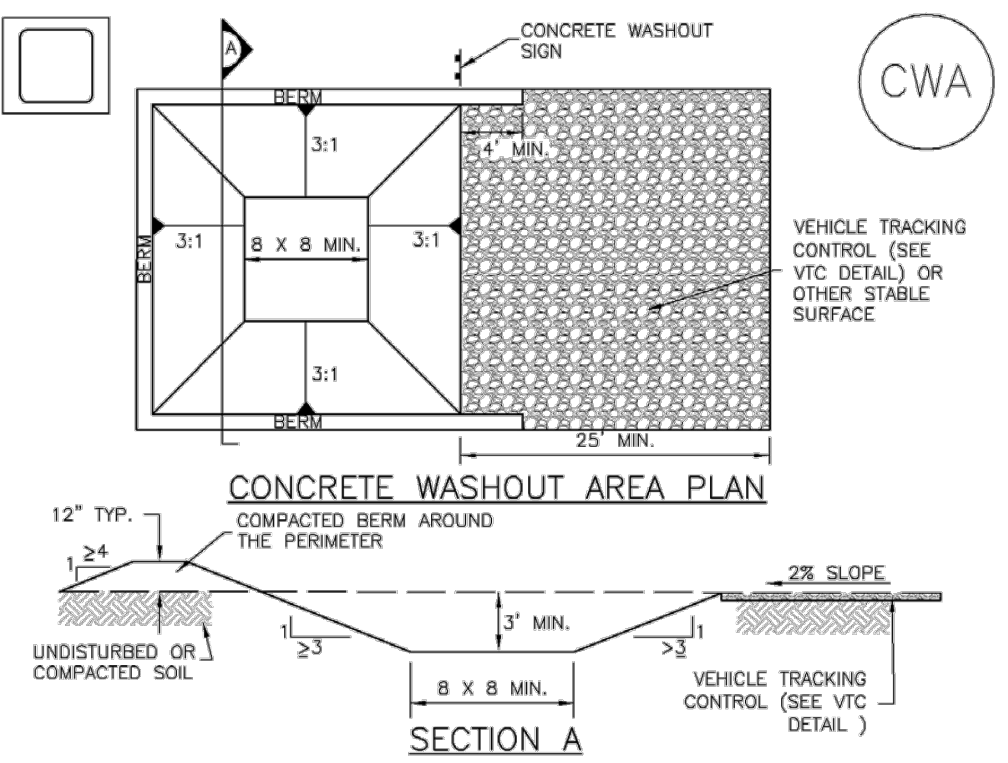 A
CONCRETE WASHOUT
SIGN
CWA
BERM
3:1
4' MIN.
BERM
3:1
8 X 8 MIN.
3:1
VEHICLE TRACKING
CONTROL (SEE
VTC DETAIL) OR
OTHER STABLE
SURFACE
3:1
BERM
25' MIN.
CONCRETE WASHOUT AREA PLAN
12" TYP.
COMPACTED BERM AROUND
THE PERIMETER
1
≥4
2% SLOPE
3' MIN.
1
≥3
1
>3
UNDISTURBED OR
COMPACTED SOIL
8 X 8 MIN.
VEHICLE TRACKING
CONTROL (SEE VTC
DETAIL )
SECTION A